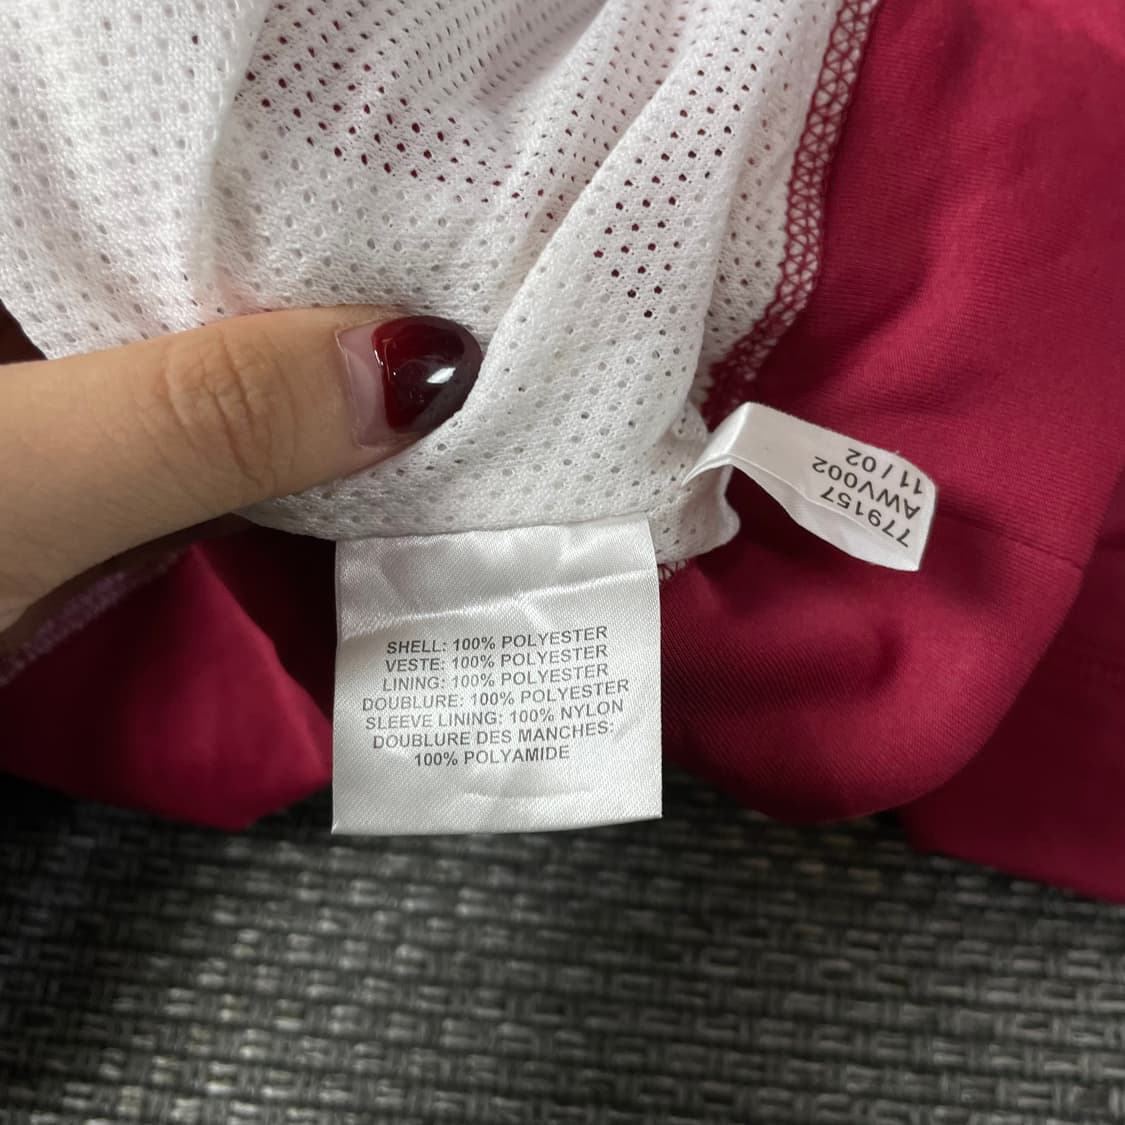 SHELL: 100% POLYESTER
VESTE: 100% POLYESTER
LINING: 100% POLYESTER
DOUBLURE: 100% POLYESTER
SLEEVE LINING: 100% NYLON
DOUBLURE DES MANCHES:
100% POLYAMIDE
779157
AWV002
11 / 02